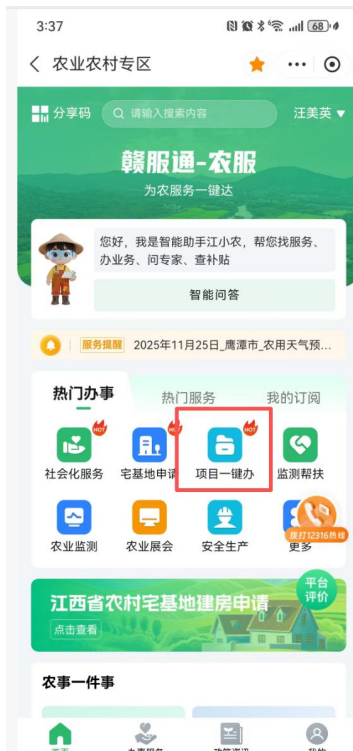 3:37
68
农业农村专区
分享码
请输入搜索内容
汪美英
赣服通-农服
为农服务一键达
您好，我是智能助手江小农，帮您找服务、
办业务、问专家、查补贴
智能问答
服务提醒 2025年11月25日_鹰潭市_农用天气预...
热门办事
热门服务
我的订阅
HOT
HOT
HOT
社会化服务
宅基地申请
项目一键办
监测帮扶
拨打12316热线
农业监测
农业展会
安全生产
更多
平台
评价
江西省农村宅基地建房申请
点击查看
农事一件事